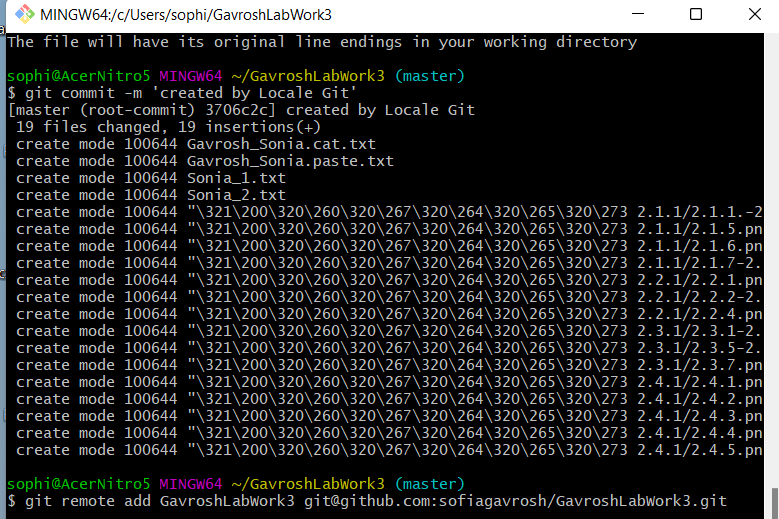 MINGW64:/c/Users/sophi/GavroshLabWork3
The file will have its original line endings in your working directory
sophi@AcerNitro5 MINGW64 ~/GavroshLabWork3 (master)
$ git commit -m 'created by Locale Git'
[master (root-commit) 3706c2c] created by Locale Git
 19 files changed, 19 insertions(+)
 create mode 100644 Gavrosh_Sonia.cat.txt
 create mode 100644 Gavrosh_Sonia.paste.txt
 create mode 100644 Sonia_1.txt
 create mode 100644 Sonia_2.txt
 create mode 100644 "\321\200\320\260\320\267\320\264\320\265\320\273 2.1.1/2.1.1.-2
 create mode 100644 "\321\200\320\260\320\267\320\264\320\265\320\273 2.1.1/2.1.5.pn
 create mode 100644 "\321\200\320\260\320\267\320\264\320\265\320\273 2.1.1/2.1.6.pn
 create mode 100644 "\321\200\320\260\320\267\320\264\320\265\320\273 2.1.1/2.1.7-2.
 create mode 100644 "\321\200\320\260\320\267\320\264\320\265\320\273 2.2.1/2.2.1.pn
 create mode 100644 "\321\200\320\260\320\267\320\264\320\265\320\273 2.2.1/2.2.2-2.
 create mode 100644 "\321\200\320\260\320\267\320\264\320\265\320\273 2.2.1/2.2.4.pn
 create mode 100644 "\321\200\320\260\320\267\320\264\320\265\320\273 2.3.1/2.3.1-2.
 create mode 100644 "\321\200\320\260\320\267\320\264\320\265\320\273 2.3.1/2.3.5-2.
 create mode 100644 "\321\200\320\260\320\267\320\264\320\265\320\273 2.3.1/2.3.7.pn
 create mode 100644 "\321\200\320\260\320\267\320\264\320\265\320\273 2.4.1/2.4.1.pn
 create mode 100644 "\321\200\320\260\320\267\320\264\320\265\320\273 2.4.1/2.4.2.pn
 create mode 100644 "\321\200\320\260\320\267\320\264\320\265\320\273 2.4.1/2.4.3.pn
 create mode 100644 "\321\200\320\260\320\267\320\264\320\265\320\273 2.4.1/2.4.4.pn
 create mode 100644 "\321\200\320\260\320\267\320\264\320\265\320\273 2.4.1/2.4.5.pn
sophi@AcerNitro5 MINGW64 ~/GavroshLabWork3 (master)
$ git remote add GavroshLabWork3 git@github.com:sofiagavrosh/GavroshLabWork3.git